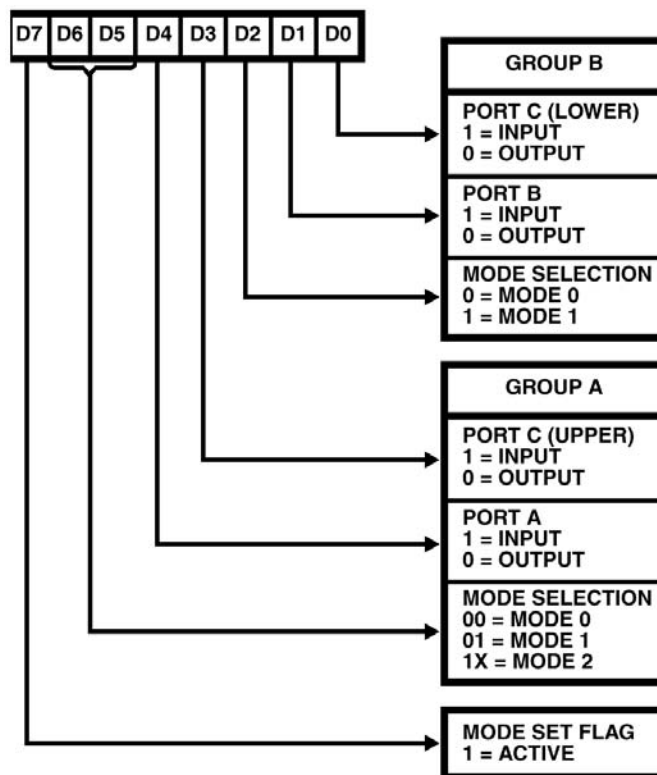 D7 D6 D5 D4 D3 D2 D1 D0
GROUP B
PORT C (LOWER)
1 = INPUT
0 = OUTPUT
PORT B
1 = INPUT
0 = OUTPUT
MODE SELECTION
0 = MODE 0
1 = MODE 1
GROUP A
PORT C (UPPER)
1 = INPUT
0 = OUTPUT
PORT A
1 = INPUT
0 = OUTPUT
MODE SELECTION
00 = MODE 0
01 = MODE 1
1X = MODE 2
MODE SET FLAG
1 = ACTIVE